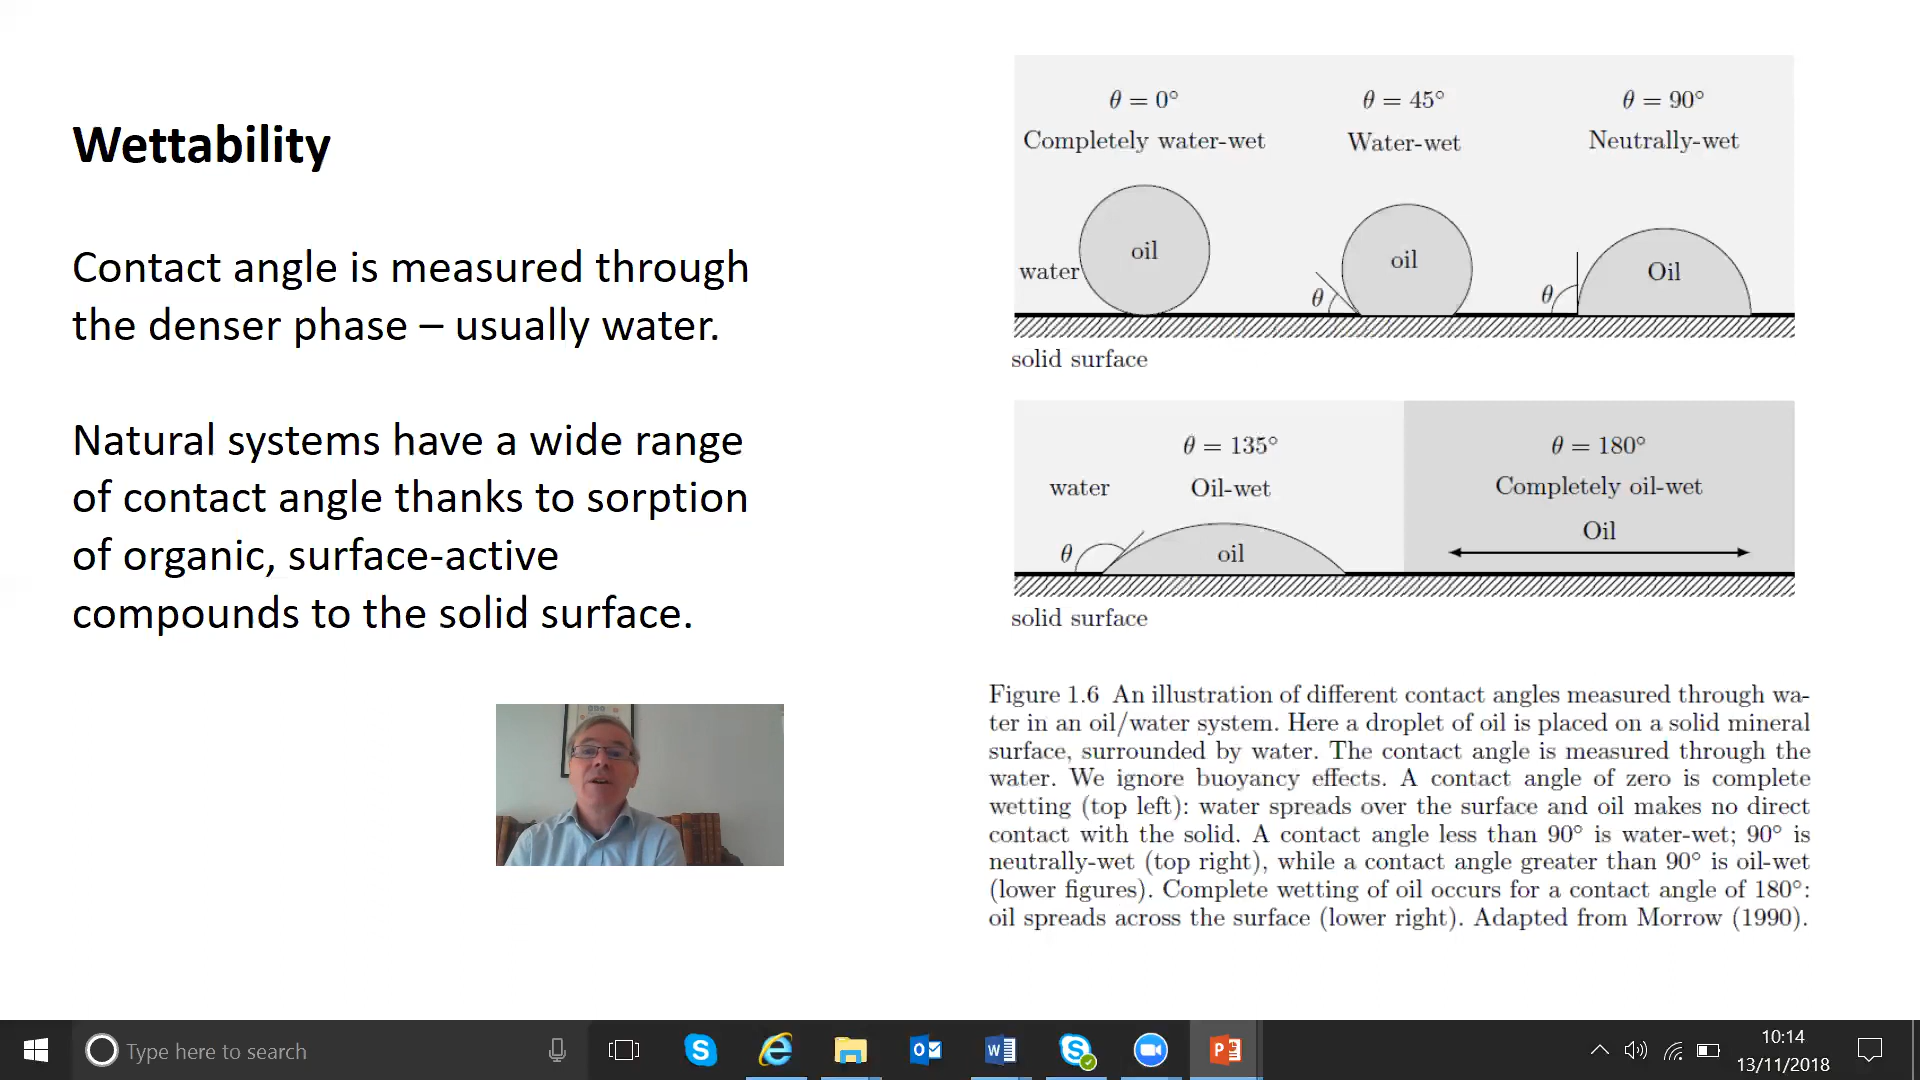 Wettability
Contact angle is measured through
the denser phase – usually water.
Natural systems have a wide range
of contact angle thanks to sorption
of organic, surface-active
compounds to the solid surface.
θ = 0°
Completely water-wet
θ = 45°
Water-wet
θ = 90°
Neutrally-wet
water
oil
θ
oil
θ
Oil
solid surface
θ = 135°
water
Oil-wet
θ
oil
θ = 180°
Completely oil-wet
Oil
solid surface
Figure 1.6 An illustration of different contact angles measured through wa-
ter in an oil/water system. Here a droplet of oil is placed on a solid mineral
surface, surrounded by water. The contact angle is measured through the
water. We ignore buoyancy effects. A contact angle of zero is complete
wetting (top left): water spreads over the surface and oil makes no direct
contact with the solid. A contact angle less than 90° is water-wet; 90° is
neutrally-wet (top right), while a contact angle greater than 90° is oil-wet
(lower figures). Complete wetting of oil occurs for a contact angle of 180°:
oil spreads across the surface (lower right). Adapted from Morrow (1990).
Type here to search
10:14
13/11/2018